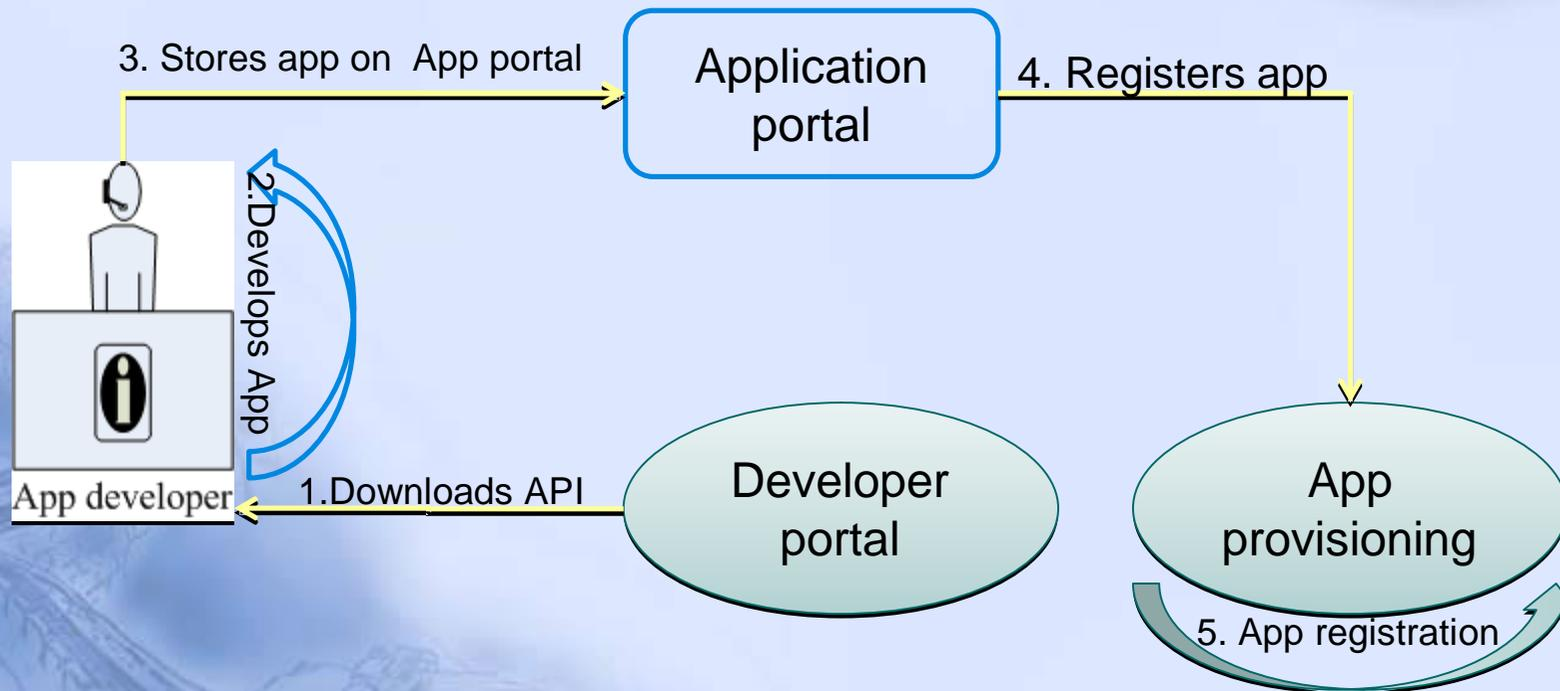 3. Stores app on  App portal
Application
portal
4. Registers app
2.Develops App
App developer
1.Downloads API
Developer
portal
App
provisioning
5. App registration